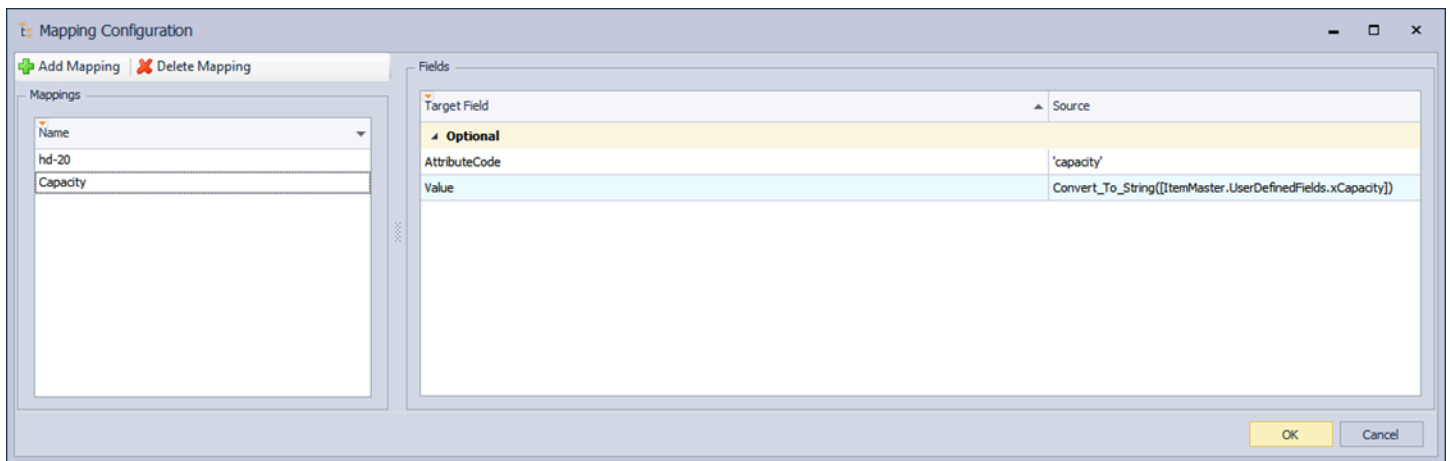 Mapping Configuration
Add Mapping Delete Mapping
Mappings
Name
hd-20
Capacity
Fields
Target Field Source
Optional
AttributeCode 'capacity'
Value Convert_To_String([ItemMaster.UserDefinedFields.xCapacity])
OK Cancel